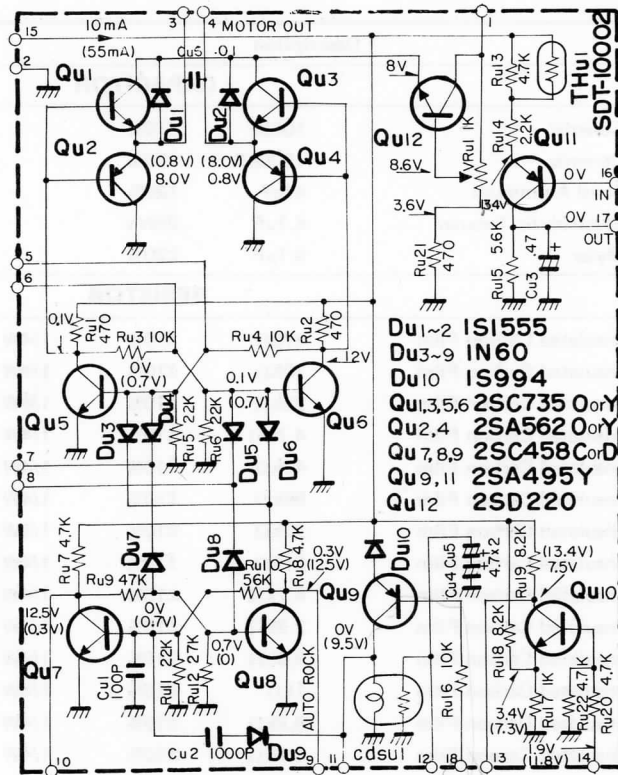 15 10mA 3 4 MOTOR OUT 1
(55mA) Cu6 .01
2
Qu1 Qu3
Du1 Du2
Qu2 Qu4
(0.8V) (8.0V)
8.0V 0.8V
8V
Qu12
8.6V
VRu1 1K
3.6V
Ru21 470
Ru13 4.7K
THu1
SDT-10002
Ru14 2.2K
Qu11
0V 16
IN
13.4V
0V 17
OUT
Ru15 5.6K
Cu3 .47 +
5
6
0.1V
Ru1 470
Ru3 10K Ru4 10K
Ru2 470
.12V
0V
(0.7V)
0.1V
(0.7V)
Qu5 Qu6
Du3 Du4
Ru5 22K
Ru6 22K
Du5 Du6
Du1~2 1S1555
Du3~9 1N60
Du10 1S994
Qu1,3,5,6 2SC735 OorY
Qu2,4 2SA562 OorY
Qu7,8,9 2SC458 CorD
Qu9,11 2SA495Y
Qu12 2SD220
7
8
Ru7 4.7K
Du7 Du8
Ru9 47K
Ru10 56K
Ru8 4.7K
0.3V
(12.5V)
12.5V
(0.3V)
0V
(0.7V)
Qu7
Cu1 100P
Ru11 22K
Ru12 27K
0.7V
(0)
Qu8
AUTO ROCK
Du10
Qu9
0V
(9.5V)
Cu4 Cu5 4.7x2
Ru16 10K
Ru19 8.2K
(13.4V)
7.5V
Qu10
Ru18 8.2K
3.4V
(7.3V)
Ru17 1K
Ru22 4.7K
Ru20 4.7K
1.9V
(11.8V)
Cu2 1000P Du9
cdsu1
10 9 11 12 18 13 14